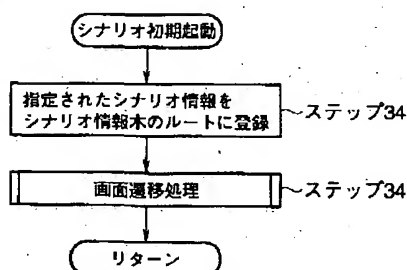 シナリオ初期起動
指定されたシナリオ情報を
シナリオ情報木のルートに登録
ステップ34
画面遷移処理
ステップ34
リターン